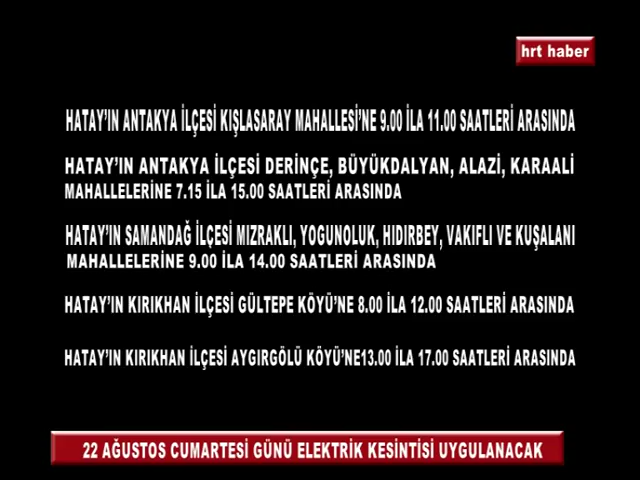 hrt haber
HATAY'IN ANTAKYA İLÇESİ KIŞLASARAY MAHALLESİ'NE 9.00 İLA 11.00 SAATLERİ ARASINDA
HATAY'IN ANTAKYA İLÇESİ DERİNÇE, BÜYÜKDALYAN, ALAZİ, KARAALİ
MAHALLELERİNE 7.15 İLA 15.00 SAATLERİ ARASINDA
HATAY'IN SAMANDAĞ İLÇESİ MIZRAKLI, YOGUNOLUK, HIDIRBEY, VAKIFLI VE KUŞALANI
MAHALLELERİNE 9.00 İLA 14.00 SAATLERİ ARASINDA
HATAY'IN KIRIKHAN İLÇESİ GÜLTEPE KÖYÜ'NE 8.00 İLA 12.00 SAATLERİ ARASINDA
HATAY'IN KIRIKHAN İLÇESİ AYGIRGÖLÜ KÖYÜ'NE13.00 İLA 17.00 SAATLERİ ARASINDA
22 AĞUSTOS CUMARTESİ GÜNÜ ELEKTRİK KESİNTİSİ UYGULANACAK